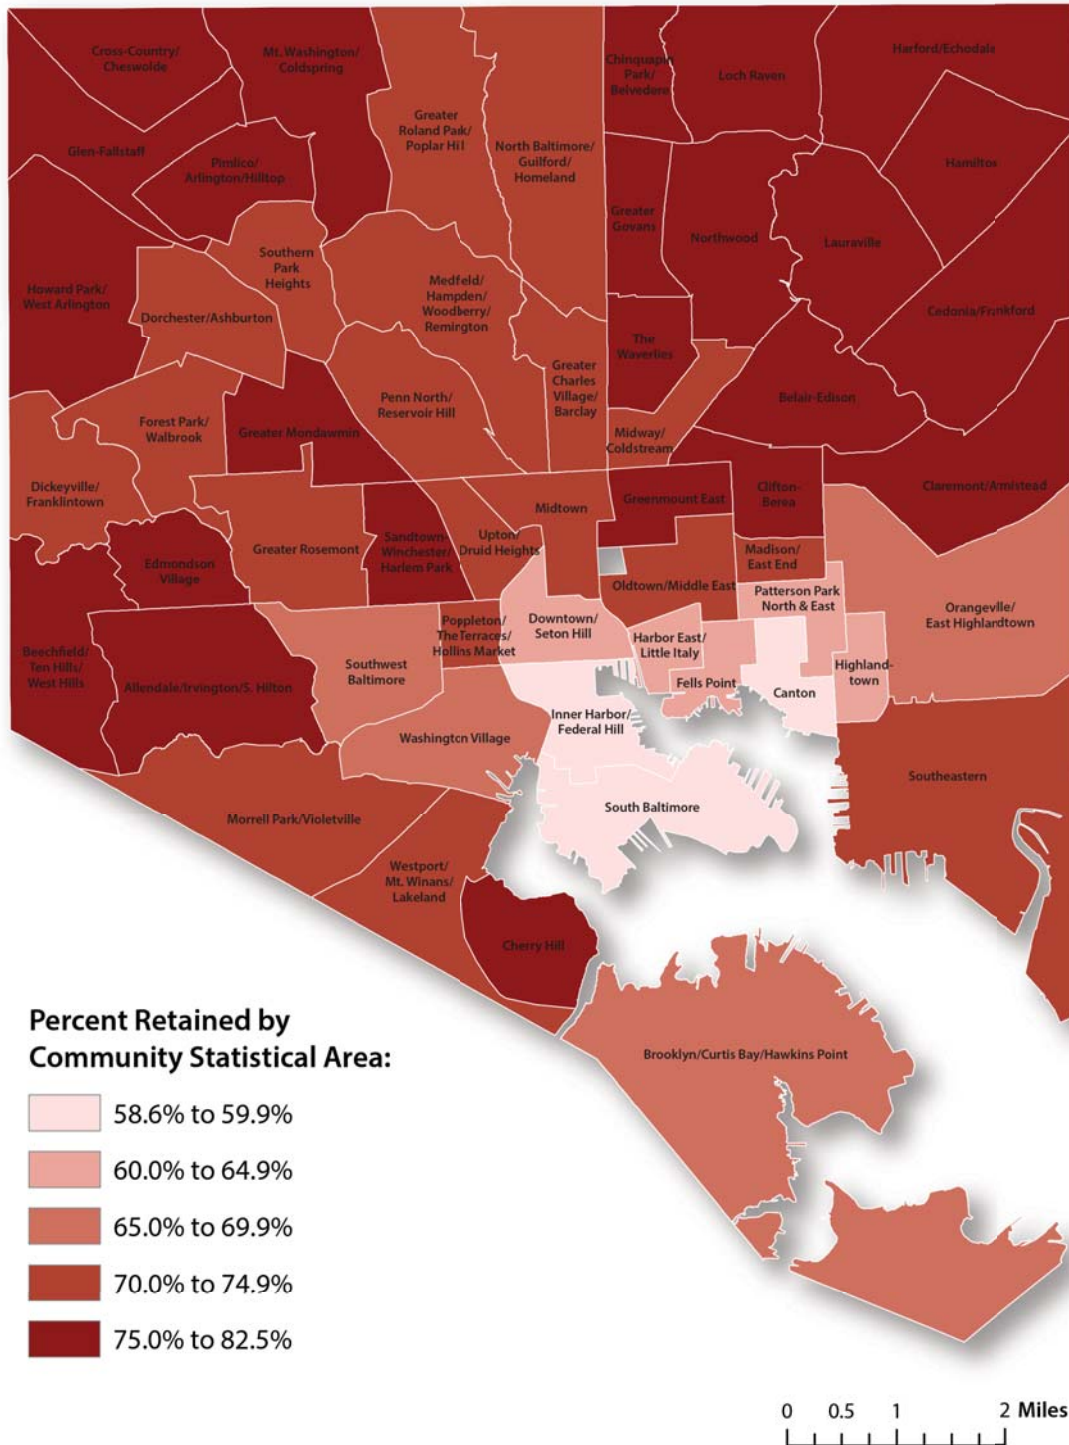 Cross-Country/
Cheswolde
Mt. Washington/
Coldspring
Greater
Roland Park/
Poplar Hill
North Baltimore/
Guilford/
Homeland
Chinquapin
Park/
Belvedere
Loch Raven
Harford/Echodale
Glen-Fallstaff
Pimlico/
Arlington/Hilltop
Hamilton
Greater
Govans
Northwood
Lauraville
Southern
Park
Heights
Howard Park/
West Arlington
Dorchester/Ashburton
Medfield/
Hampden/
Woodberry/
Remington
Cedonia/Frankford
The
Waverlies
Greater
Charles
Village/
Barclay
Penn North/
Reservoir Hill
Belair-Edison
Forest Park/
Walbrook
Greater Mondawmin
Midway/
Coldstream
Dickeyville/
Franklintown
Claremont/Armistead
Clifton-
Berea
Greenmount East
Midtown
Upton/
Druid Heights
Sandtown-
Winchester/
Harlem Park
Greater Rosemont
Edmondson
Village
Madison/
East End
Oldtown/Middle East
Patterson Park
North & East
Orangeville/
East Highlandtown
Poppleton/
The Terraces/
Hollins Market
Downtown/
Seton Hill
Harbor East/
Little Italy
Beechfield/
Ten Hills/
West Hills
Allendale/Irvington/S. Hilton
Southwest
Baltimore
Fells Point
Canton
Highland-
town
Inner Harbor/
Federal Hill
Washington Village
Southeastern
South Baltimore
Morrell Park/Violetville
Westport/
Mt. Winans/
Lakeland
Cherry Hill
Brooklyn/Curtis Bay/Hawkins Point
Percent Retained by
Community Statistical Area:
58.6% to 59.9%
60.0% to 64.9%
65.0% to 69.9%
70.0% to 74.9%
75.0% to 82.5%
0 0.5 1 2 Miles